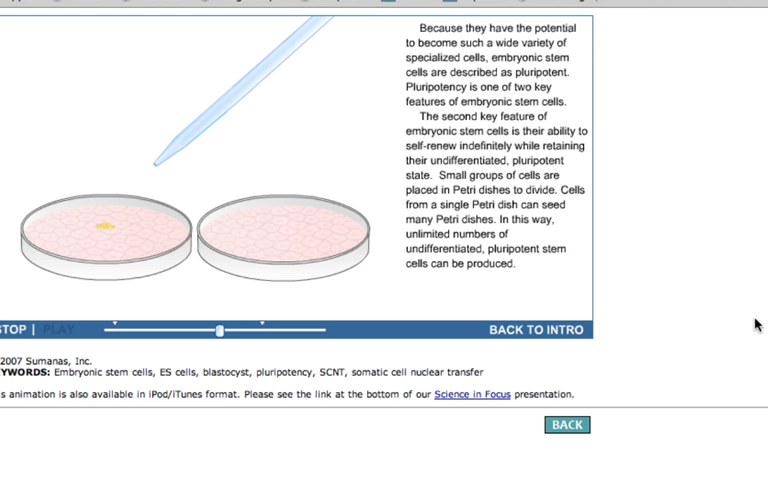 Because they have the potential
to become such a wide variety of
specialized cells, embryonic stem
cells are described as pluripotent.
Pluripotency is one of two key
features of embryonic stem cells.
The second key feature of
embryonic stem cells is their ability to
self-renew indefinitely while retaining
their undifferentiated, pluripotent
state. Small groups of cells are
placed in Petri dishes to divide. Cells
from a single Petri dish can seed
many Petri dishes. In this way,
unlimited numbers of
undifferentiated, pluripotent stem
cells can be produced.
TOP | PLAY
BACK TO INTRO
2007 Sumanas, Inc.
YWORDS: Embryonic stem cells, ES cells, blastocyst, pluripotency, SCNT, somatic cell nuclear transfer
s animation is also available in iPod/iTunes format. Please see the link at the bottom of our Science in Focus presentation.
BACK